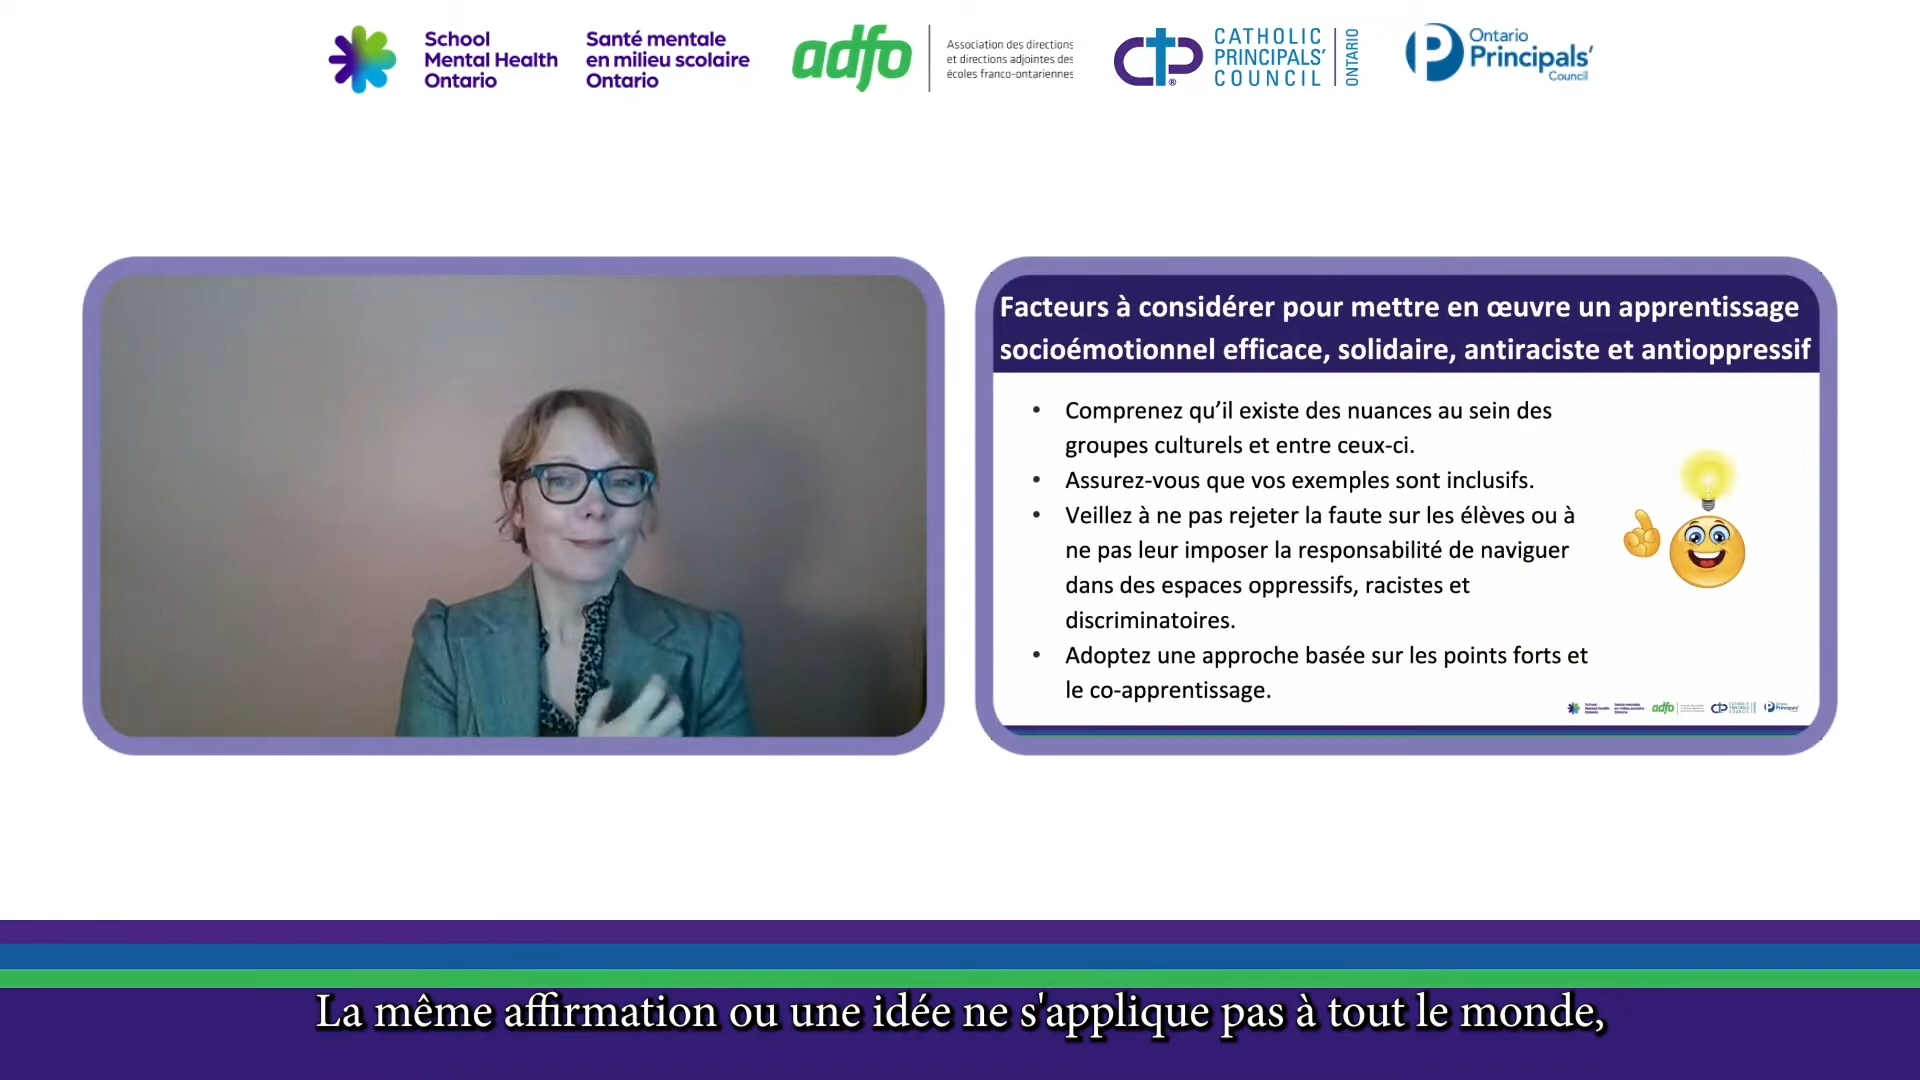 School
Mental Health
Ontario
Santé mentale
en milieu scolaire
Ontario
adfo
Association des directions
et directions adjointes des
écoles franco-ontariennes
CATHOLIC
PRINCIPALS'
COUNCIL
ONTARIO
Ontario
Principals'
Council
Facteurs à considérer pour mettre en œuvre un apprentissage
socioémotionnel efficace, solidaire, antiraciste et antioppressif
• Comprenez qu’il existe des nuances au sein des
groupes culturels et entre ceux-ci.
• Assurez-vous que vos exemples sont inclusifs.
• Veillez à ne pas rejeter la faute sur les élèves ou à
ne pas leur imposer la responsabilité de naviguer
dans des espaces oppressifs, racistes et
discriminatoires.
• Adoptez une approche basée sur les points forts et
le co-apprentissage.
adfo
La même affirmation ou une idée ne s'applique pas à tout le monde,